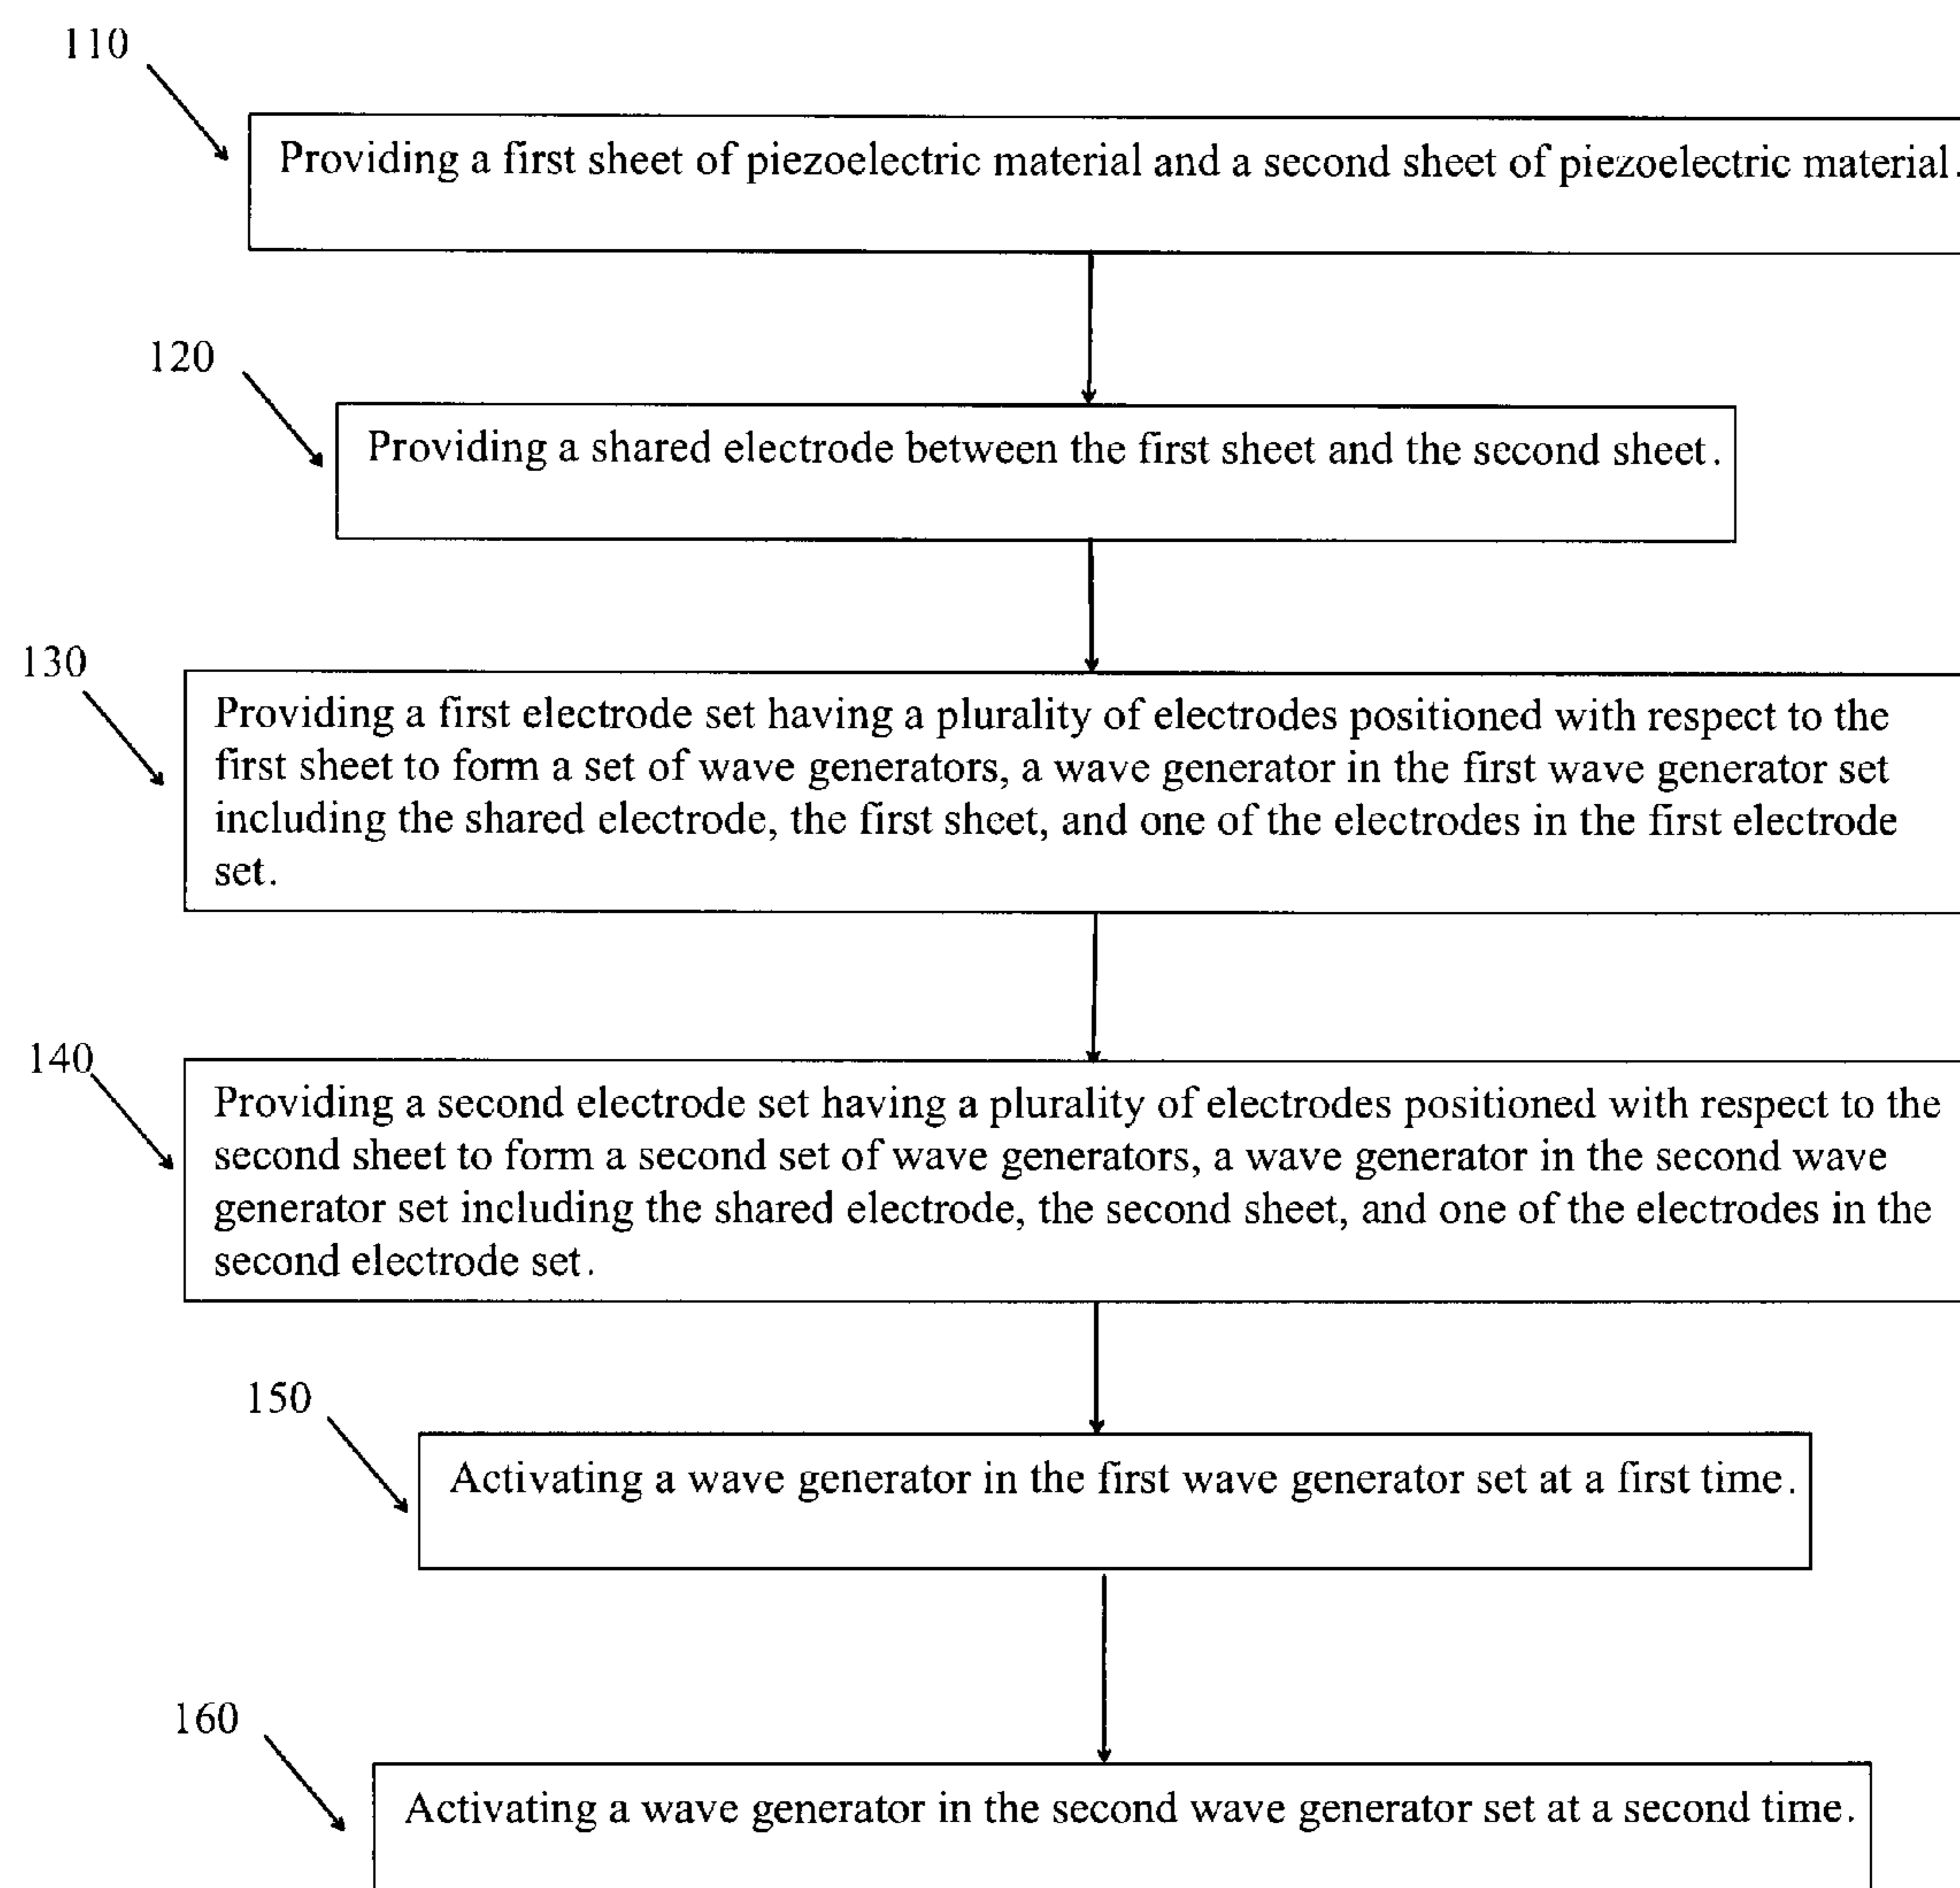 110
Providing a first sheet of piezoelectric material and a second sheet of piezoelectric material.
120
Providing a shared electrode between the first sheet and the second sheet.
130
Providing a first electrode set having a plurality of electrodes positioned with respect to the
first sheet to form a set of wave generators, a wave generator in the first wave generator set
including the shared electrode, the first sheet, and one of the electrodes in the first electrode
set.
140
Providing a second electrode set having a plurality of electrodes positioned with respect to the
second sheet to form a second set of wave generators, a wave generator in the second wave
generator set including the shared electrode, the second sheet, and one of the electrodes in the
second electrode set.
150
Activating a wave generator in the first wave generator set at a first time.
160
Activating a wave generator in the second wave generator set at a second time.